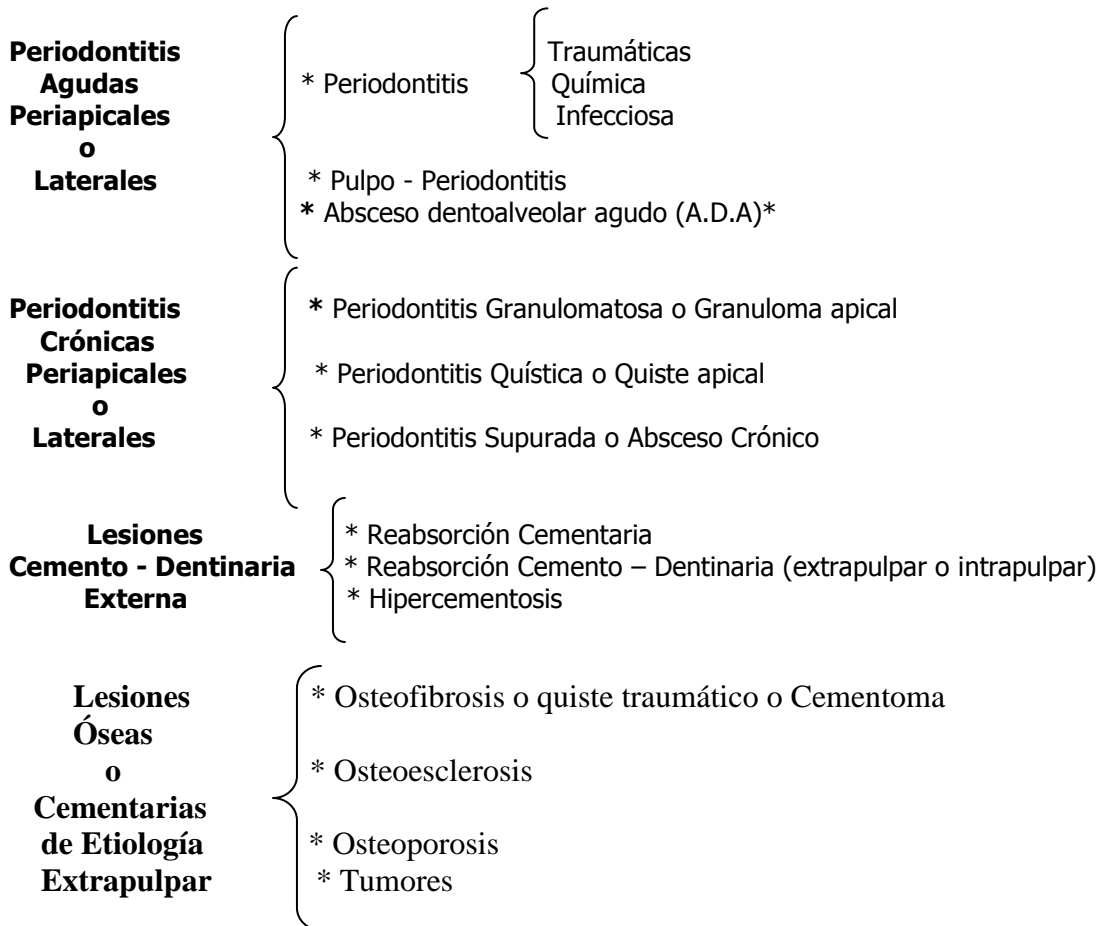 Periodontitis
Agudas
Periapicales
o
Laterales
* Periodontitis
Traumáticas
Química
Infecciosa
* Pulpo - Periodontitis
* Absceso dentoalveolar agudo (A.D.A)*
Periodontitis
Crónicas
Periapicales
o
Laterales
* Periodontitis Granulomatosa o Granuloma apical
* Periodontitis Quística o Quiste apical
* Periodontitis Supurada o Absceso Crónico
Lesiones
Cemento - Dentinaria
Externa
* Reabsorción Cementaria
* Reabsorción Cemento – Dentinaria (extrapulpar o intrapulpar)
* Hipercementosis
Lesiones
Óseas
o
Cementarias
de Etiología
Extrapulpar
* Osteofibrosis o quiste traumático o Cementoma
* Osteoesclerosis
* Osteoporosis
* Tumores